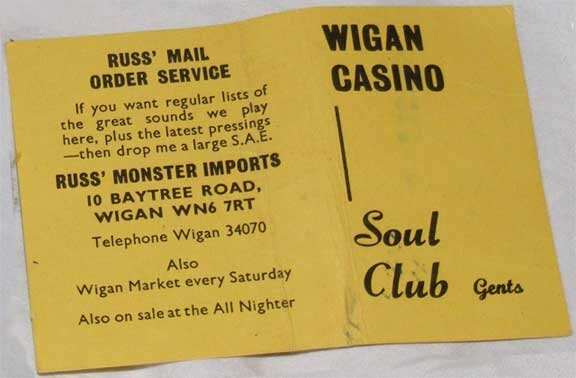 RUSS' MAIL
ORDER SERVICE
If you want regular lists of
the great sounds we play
here, plus the latest pressings
—then drop me a large S.A.E.
RUSS' MONSTER IMPORTS
10 BAYTREE ROAD,
WIGAN WN6 7RT
Telephone Wigan 34070
Also
Wigan Market every Saturday
Also on sale at the All Nighter
WIGAN
CASINO
Soul
Club Gents